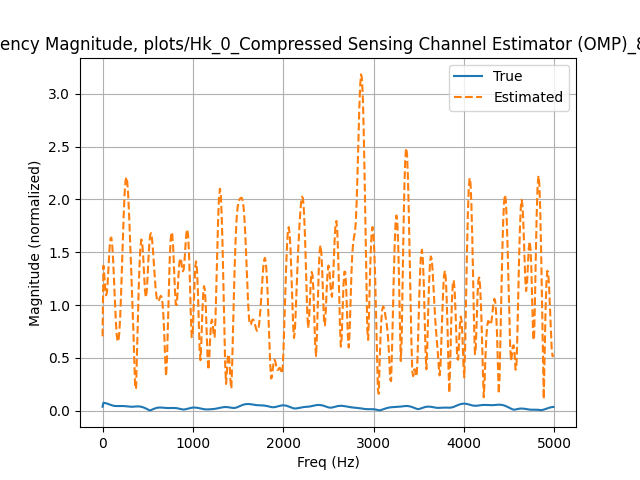 ency Magnitude, plots/Hk_0_Compressed Sensing Channel Estimator (OMP)_8
True
Estimated
3.0
2.5
2.0
1.5
1.0
0.5
0.0
Magnitude (normalized)
0 1000 2000 3000 4000 5000
Freq (Hz)